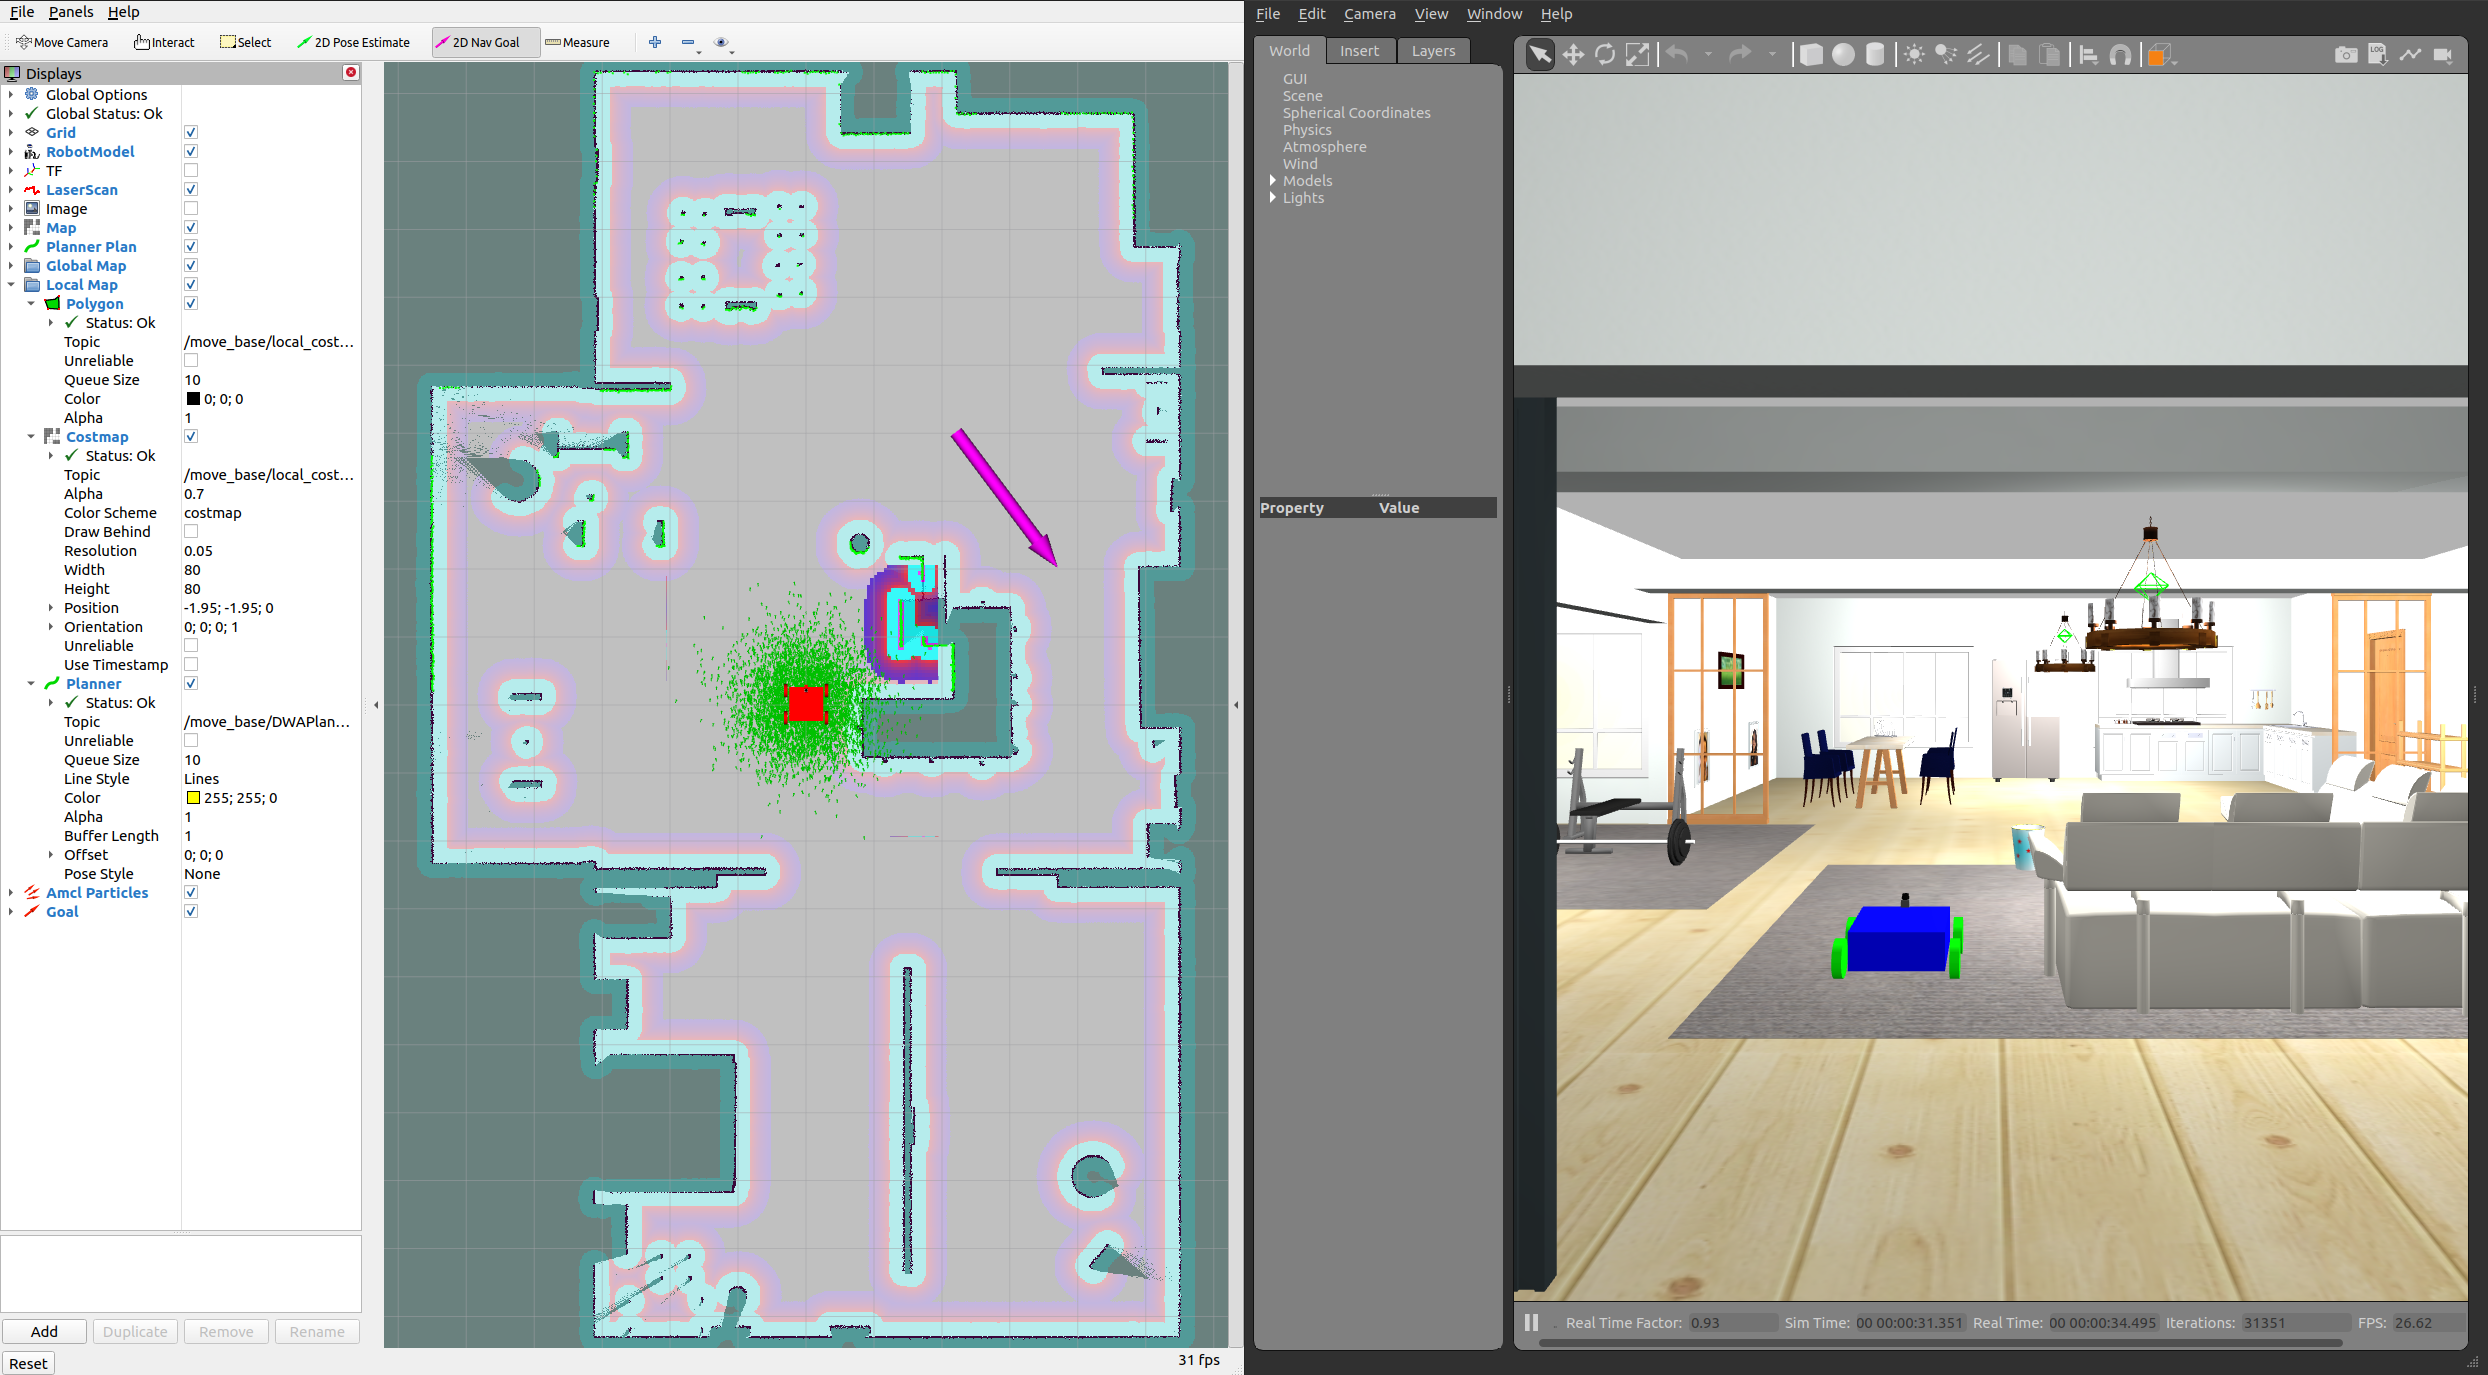 File Panels Help
Move Camera Interact Select 2D Pose Estimate 2D Nav Goal Measure
Displays
Global Options
Global Status: Ok
Grid
RobotModel
TF
LaserScan
Image
Map
Planner Plan
Global Map
Local Map
Polygon
Status: Ok
Topic /move_base/local_cost...
Unreliable
Queue Size 10
Color 0; 0; 0
Alpha 1
Costmap
Status: Ok
Topic /move_base/local_cost...
Alpha 0.7
Color Scheme costmap
Draw Behind
Resolution 0.05
Width 80
Height 80
Position -1.95; -1.95; 0
Orientation 0; 0; 0; 1
Unreliable
Use Timestamp
Planner
Status: Ok
Topic /move_base/DWAPlan...
Unreliable
Queue Size 10
Line Style Lines
Color 255; 255; 0
Alpha 1
Buffer Length 1
Offset 0; 0; 0
Pose Style None
Amcl Particles
Goal
Add Duplicate Remove Rename
Reset
31 fps
File Edit Camera View Window Help
World Insert Layers
GUI
Scene
Spherical Coordinates
Physics
Atmosphere
Wind
Models
Lights
Property Value
LOG
Real Time Factor: 0.93 Sim Time: 00 00:00:31.351 Real Time: 00 00:00:34.495 Iterations: 31351 FPS: 26.62